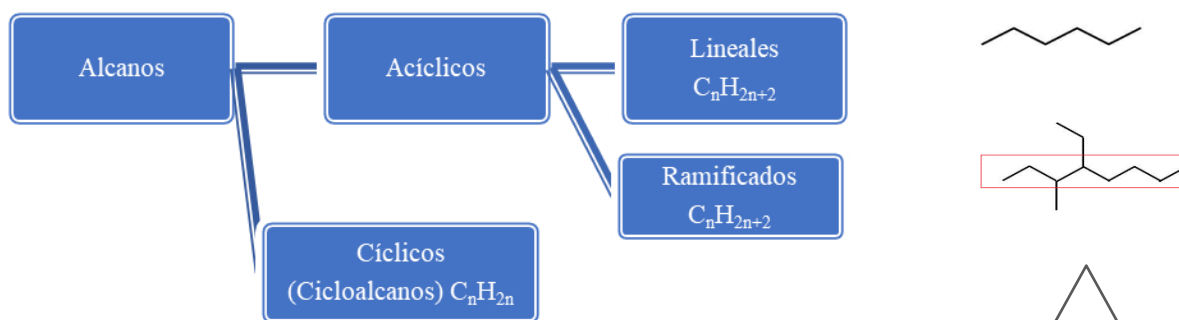 Alcanos
Acíclicos
Lineales
CₙH₂ₙ₊₂
Ramificados
CₙH₂ₙ₊₂
Cíclicos
(Cicloalcanos) CₙH₂ₙ